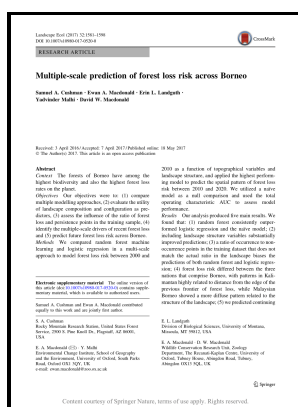 Landscape Ecol (2017) 32:1581–1598
DOI 10.1007/s10980-017-0520-0
CrossMark
RESEARCH ARTICLE
Multiple-scale prediction of forest loss risk across Borneo
Samuel A. Cushman · Ewan A. Macdonald · Erin L. Landguth ·
Yadvinder Malhi · David W. Macdonald
Received: 5 April 2016 / Accepted: 7 April 2017 / Published online: 10 May 2017
© The Author(s) 2017. This article is an open access publication
Abstract
Context The forests of Borneo have among the
highest biodiversity and also the highest forest loss
rates on the planet.
Objectives Our objectives were to: (1) compare
multiple modelling approaches, (2) evaluate the utility
of landscape composition and configuration as pre-
dictors, (3) assess the influence of the ratio of forest
loss and persistence points in the training sample, (4)
identify the multiple-scale drivers of recent forest loss
and (5) predict future forest loss risk across Borneo.
Methods We compared random forest machine
learning and logistic regression in a multi-scale
approach to model forest loss risk between 2000 and
2010 as a function of topographical variables and
landscape structure, and applied the highest perform-
ing model to predict the spatial pattern of forest loss
risk between 2010 and 2020. We utilized a naïve
model as a null comparison and used the total
operating characteristic AUC to assess model
performance.
Results Our analysis produced five main results. We
found that: (1) random forest consistently outper-
formed logistic regression and the naïve model; (2)
including landscape structure variables substantially
improved predictions; (3) a ratio of occurrence to non-
occurrence points in the training dataset that does not
match the actual ratio in the landscape biases the
predictions of both random forest and logistic regres-
sion; (4) forest loss risk differed between the three
nations that comprise Borneo, with patterns in Kali-
mantan highly related to distance from the edge of the
previous frontier of forest loss, while Malaysian
Borneo showed a more diffuse pattern related to the
structure of the landscape; (5) we predicted continuing
Electronic supplementary material The online version of
this article (doi:10.1007/s10980-017-0520-0) contains supple-
mentary material, which is available to authorized users.
Samuel A. Cushman and Ewan A. Macdonald contributed
equally to this work and are jointly first author.
S. A. Cushman
Rocky Mountain Research Station, United States Forest
Service, 2500 S. Pine Knoll Dr., Flagstaff, AZ 86001,
USA
E. A. Macdonald · Y. Malhi
Environmental Change Institute, School of Geography
and the Environment, University of Oxford, South Parks
Road, Oxford OX1 3QY, UK
E. L. Landguth
Division of Biological Sciences, University of Montana,
Missoula, MT 59812, USA
E. A. Macdonald · D. W. Macdonald
Wildlife Conservation Research Unit, Zoology
Department, The Recanati-Kaplan Centre, University of
Oxford, Tubney House, Abingdon Road, Tubney,
Abingdon OX13 5QL, UK
Springer
Content courtesy of Springer Nature, terms of use apply. Rights reserved.